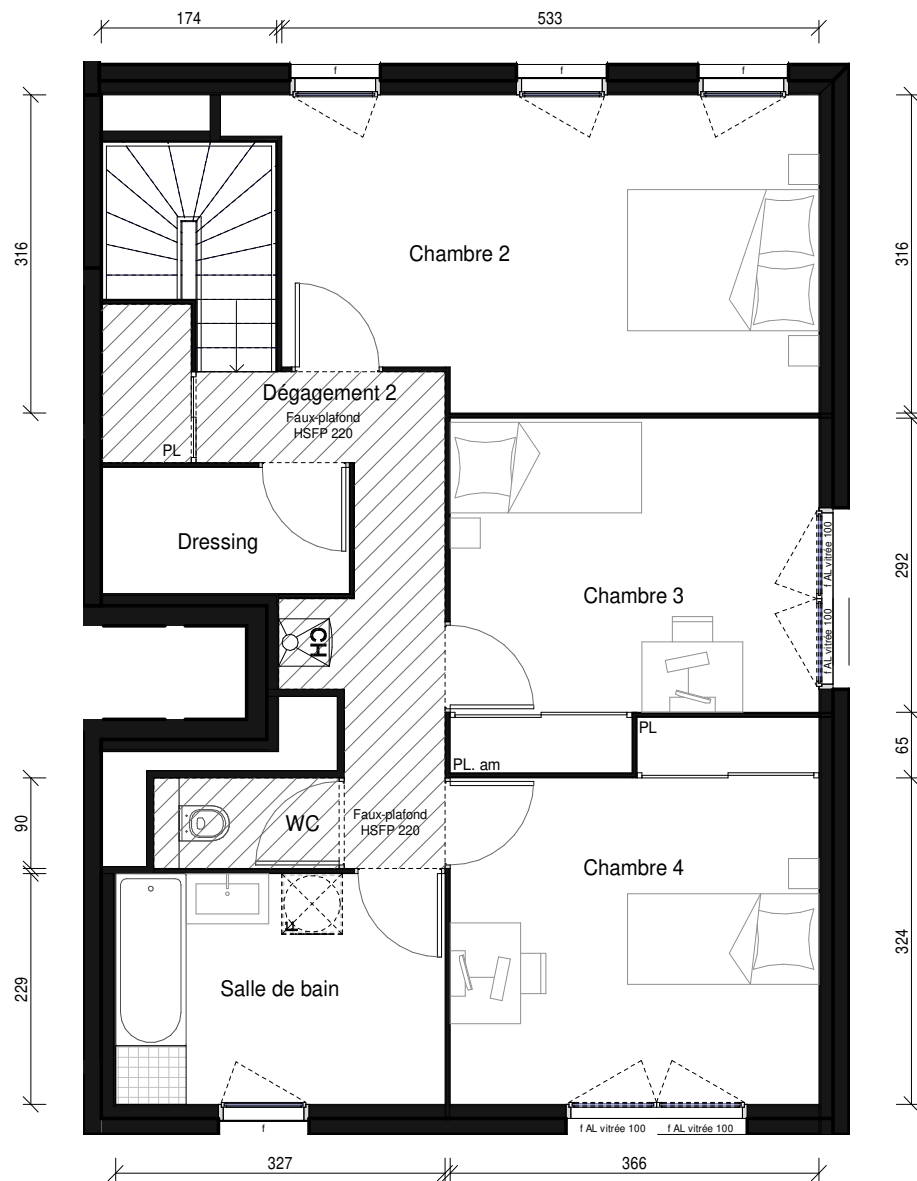 174
533
f
f
f
316
316
Chambre 2
Dégagement 2
Faux-plafond
HSFP 220
PL
Dressing
f AL vitrée 100
f AL vitrée 100
292
Chambre 3
CH
PL
PL. am
65
90
WC
Faux-plafond
HSFP 220
Chambre 4
324
229
Salle de bain
f
f AL vitrée 100
f AL vitrée 100
327
366